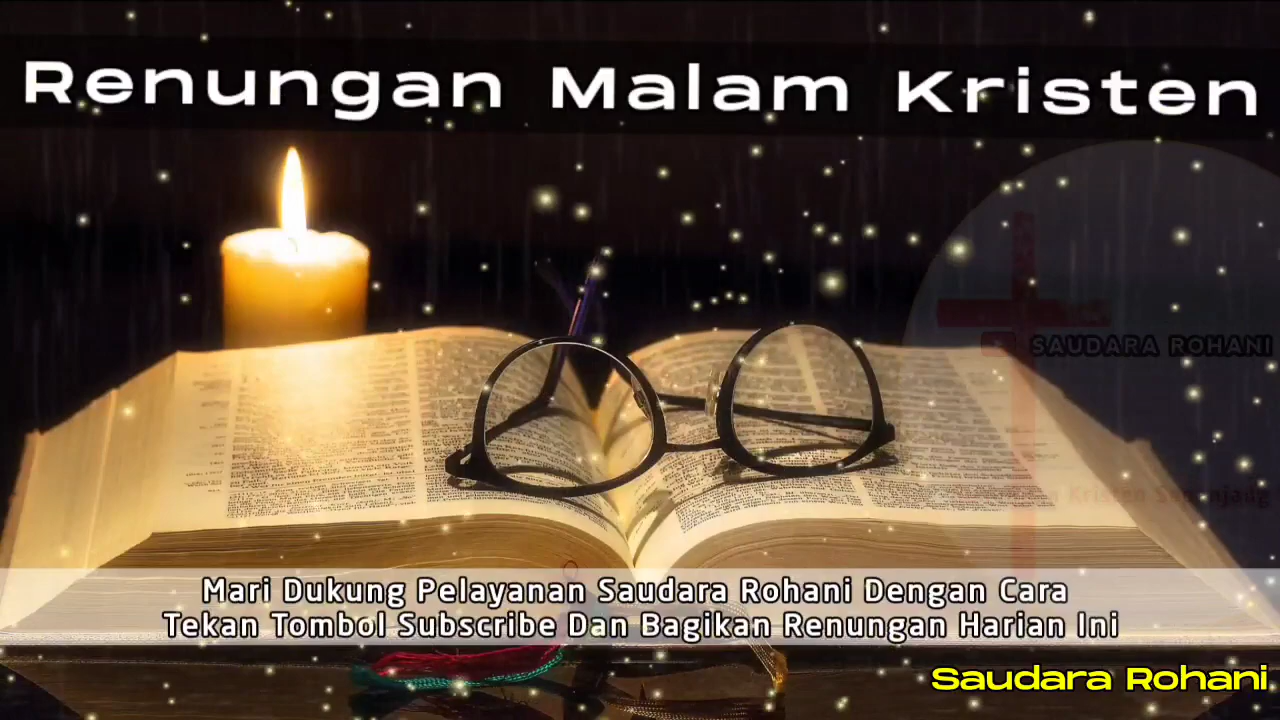 Renungan Malam Kristen
SAUDARA ROHANI
Kristen
Mari Dukung Pelayanan Saudara Rohani Dengan Cara
Tekan Tombol Subscribe Dan Bagikan Renungan Harian Ini
Saudara Rohani